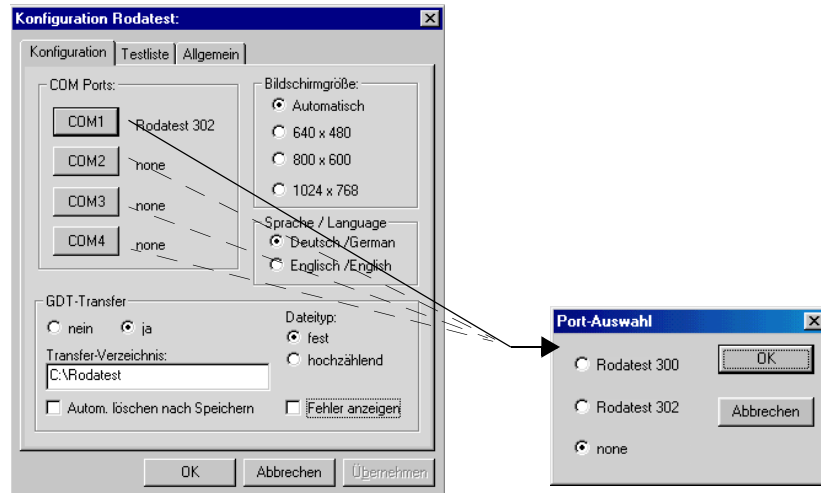 Konfiguration Rodatest:
Konfiguration Testliste Allgemein
COM Ports:
COM1 Rodatest 302
COM2 none
COM3 none
COM4 none
Bildschirmgröße:
Automatisch
640 x 480
800 x 600
1024 x 768
Sprache / Language
Deutsch /German
Englisch /English
GDT-Transfer
nein ja
Transfer-Verzeichnis:
C:\Rodatest
Autom. löschen nach Speichern
Dateityp:
fest
hochzählend
Fehler anzeigen
OK Abbrechen Übernehmen
Port-Auswahl
Rodatest 300
Rodatest 302
none
OK
Abbrechen